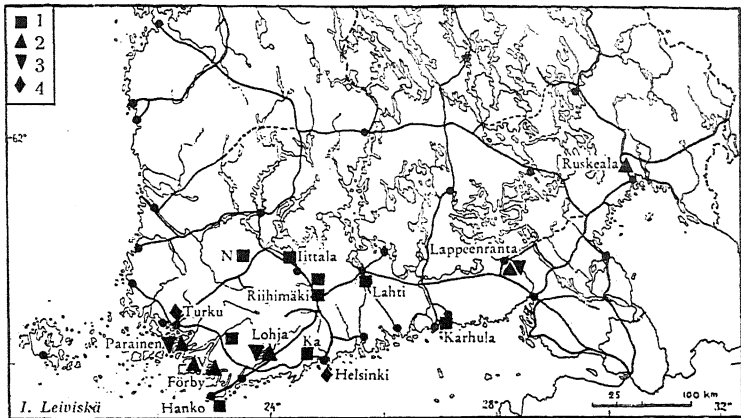 1
2
3
4
62°
Ruskeala
N
Iittala
Lappeenranta
Riihimäki
Lahti
Turku
Karhula
Parainen
Lohja
Ka
V
Förby
Helsinki
Hanko
I. Leiviskä
24°
28°
25 100 km
32°